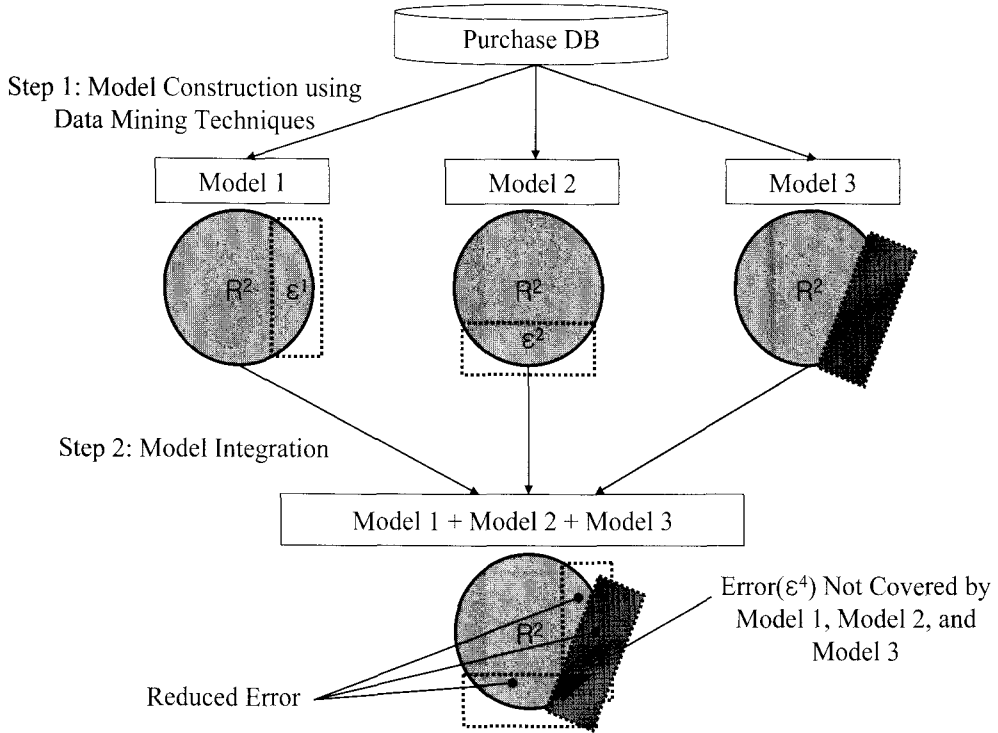 Purchase DB
Step 1: Model Construction using
Data Mining Techniques
Model 1
Model 2
Model 3
R²
ε¹
R²
ε²
R²
Step 2: Model Integration
Model 1 + Model 2 + Model 3
R²
Error(ε⁴) Not Covered by
Model 1, Model 2, and
Model 3
Reduced Error